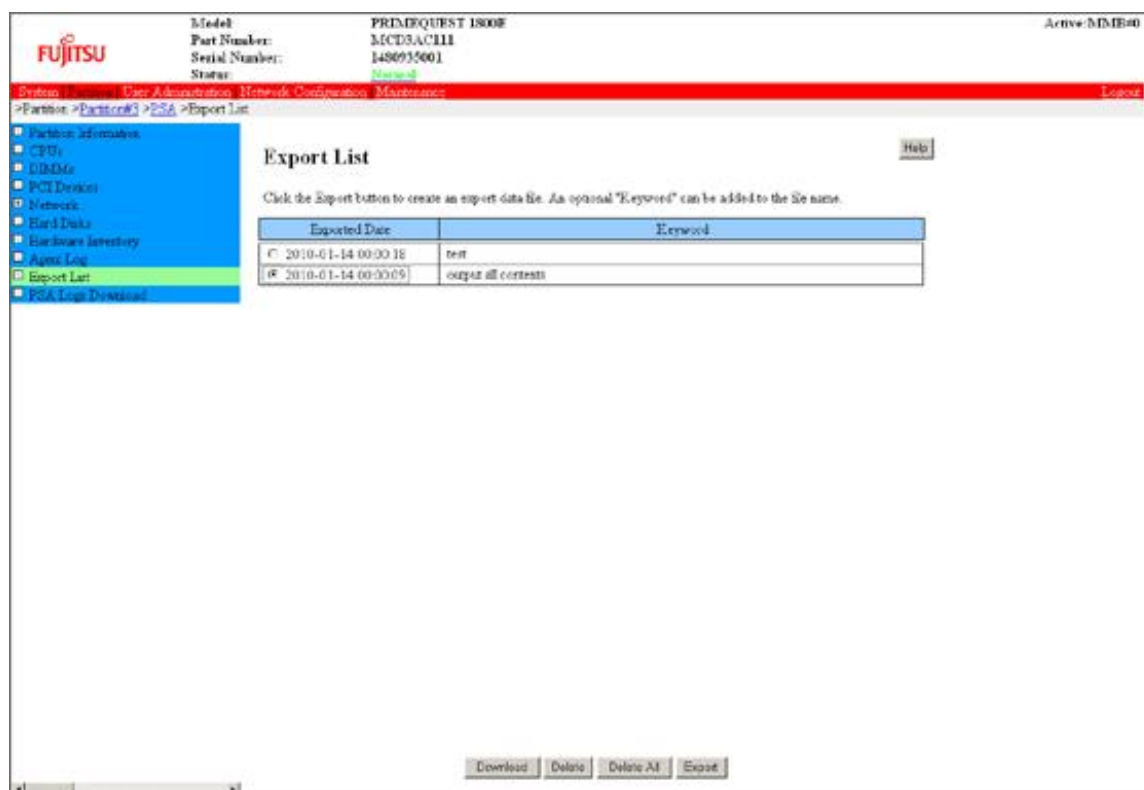 FUJITSU
Model: PRIMEQUEST 1800E
Part Number: MCD3AC111
Serial Number: 1480935001
Status: Normal
Active:MMB#0
System Partition User Administration Network Configuration Maintenance Logout
>Partition >Partition#3 >PSA >Export List
Partition Information
CPUs
DIMMs
PCI Devices
Network
Hard Disks
Hardware Inventory
Agent Log
Export List
PSA Logs Download
Export List
Help
Click the Export button to create an export data file. An optional "Keyword" can be added to the file name.
Exported Date Keyword
2010-01-14 00:00:18 test
2010-01-14 00:00:09 output all contents
Download Delete Delete All Export